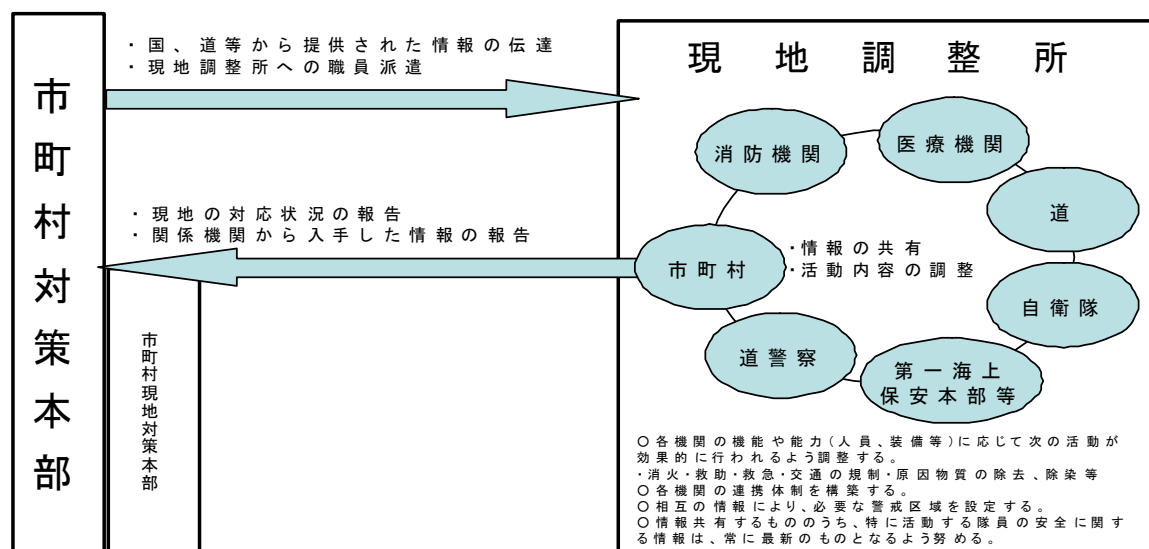 市町村対策本部
・国、道等から提供された情報の伝達
・現地調整所への職員派遣
・現地の対応状況の報告
・関係機関から入手した情報の報告
市町村現地対策本部
現地調整所
消防機関
医療機関
道
自衛隊
第一海上
保安本部等
道警察
市町村
・情報の共有
・活動内容の調整
○各機関の機能や能力(人員、装備等)に応じて次の活動が
効果的に行われるよう調整する。
・消火・救助・救急・交通の規制・原因物質の除去、除染等
○各機関の連携体制を構築する。
○相互の情報により、必要な警戒区域を設定する。
○情報共有するもののうち、特に活動する隊員の安全に関す
る情報は、常に最新のものとなるよう努める。